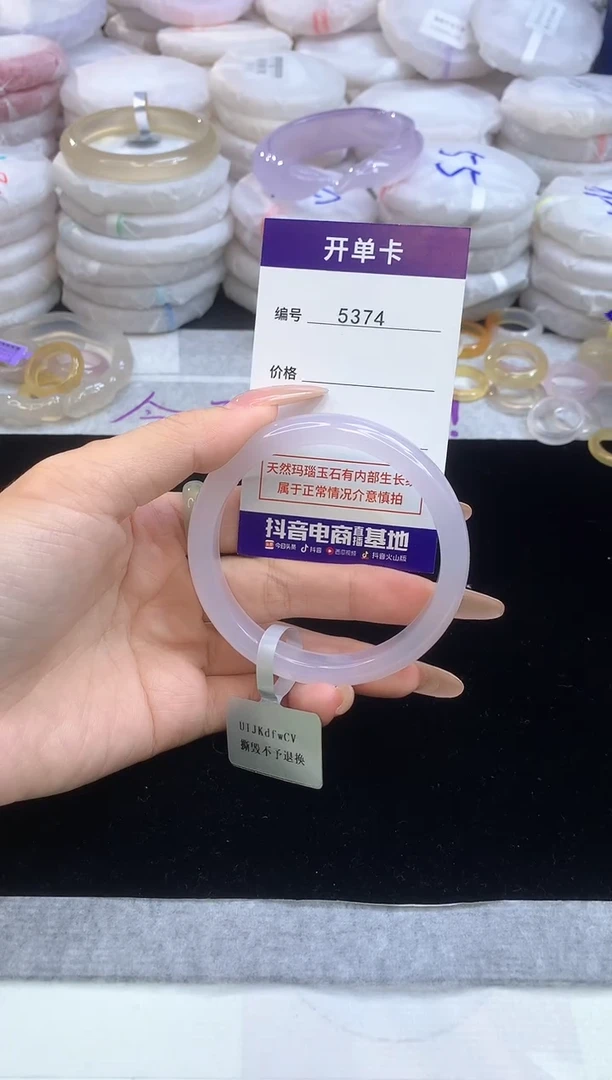 55
开单卡
编号 5374
价格
天然玛瑙玉石有内部生长
属于正常情况介意慎拍
抖音电商直播基地
今日头条 抖音 西瓜视频 抖音火山版
UIJKdfwCV
撕毁不予退换